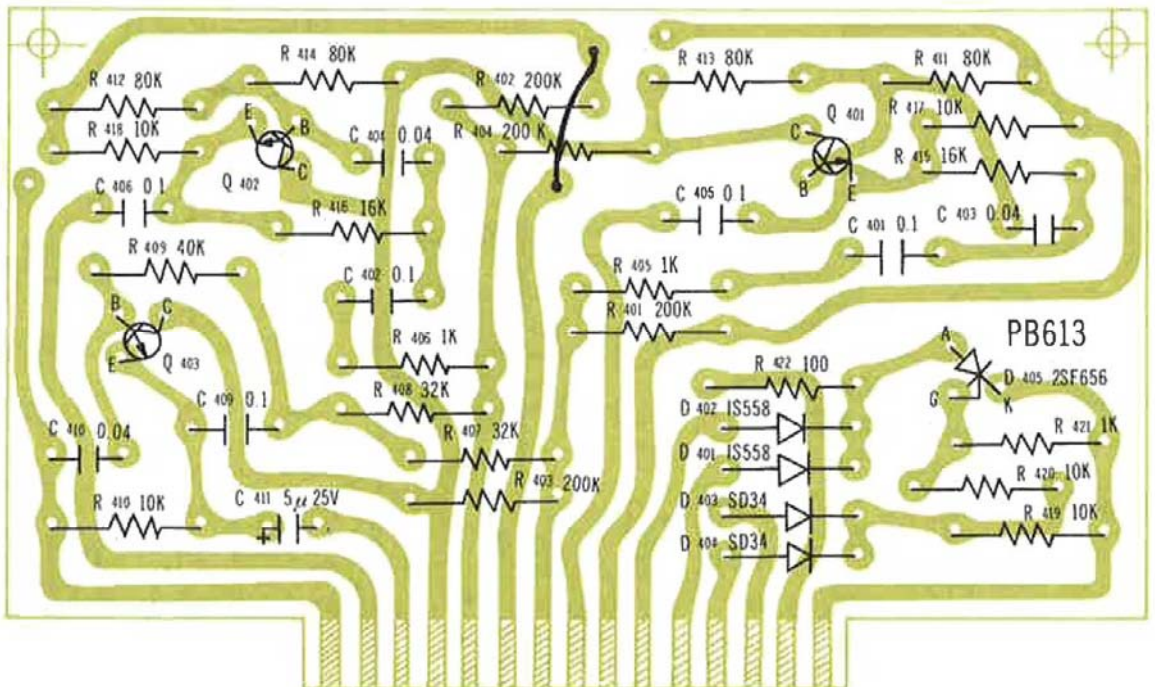 R 414 80K
R 412 80K
R 402 200K
R 413 80K
R 411 80K
R 418 10K
E
B
C
Q 402
C 404 0.04
R 404 200K
Q 401
C
B
E
R 417 10K
R 415 16K
C 406 0.1
R 416 16K
C 405 0.1
C 403 0.04
C 401 0.1
R 409 40K
C 402 0.1
R 405 1K
R 401 200K
B
C
E
Q 403
R 406 1K
PB613
A
G
K
D 405 2SF656
R 422 100
R 408 32K
D 402 IS558
C 409 0.1
R 421 1K
C 410 0.04
R 407 32K
D 401 IS558
R 420 10K
R 403 200K
R 410 10K
C 411 5μ 25V
+
D 403 SD34
R 419 10K
D 404 SD34